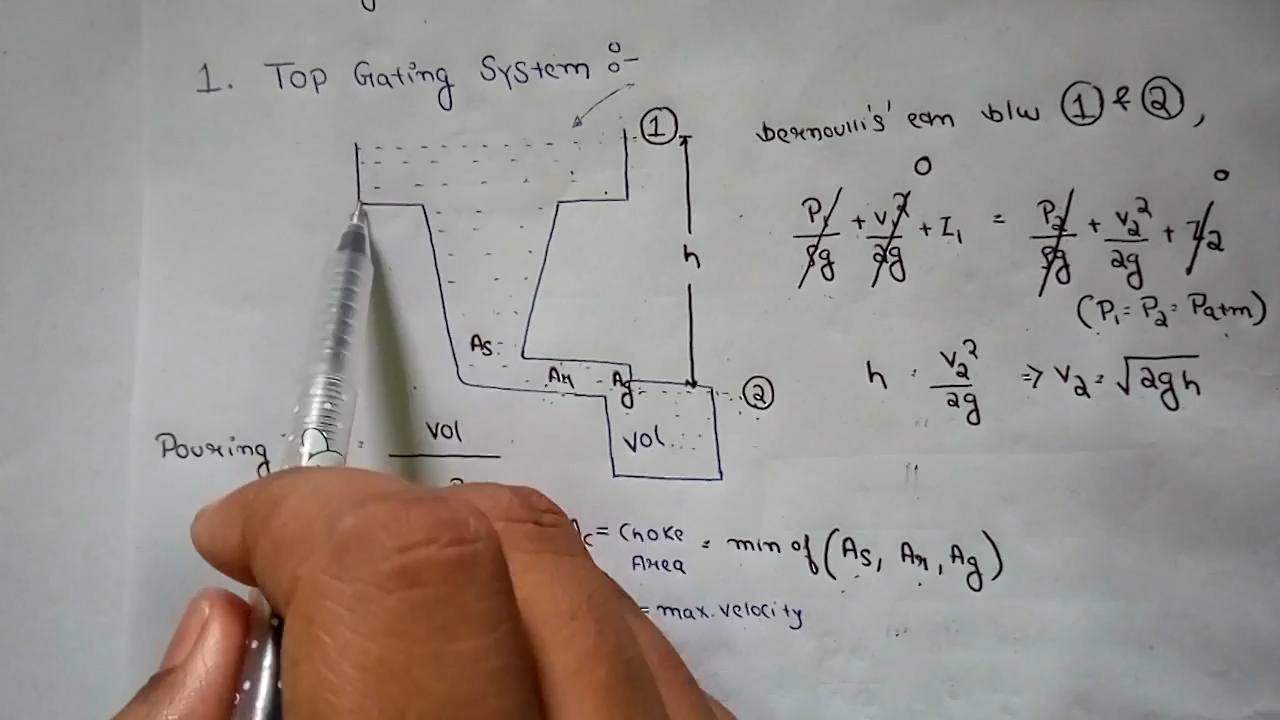 1. Top Gating System :-
①
h
As
Ar
Ag
②
Vol
bernoulli's' eqn b/w ① & ②,
0 0
P₁/ρg + v₁²/2g + Z₁ = P₂/ρg + v₂²/2g + Z₂
(P₁ = P₂ = Patm)
h = v₂²/2g ⇒ v₂ = √2gh
Pouring = Vol
= Choke Area = min of (As, Ar, Ag)
= max. velocity